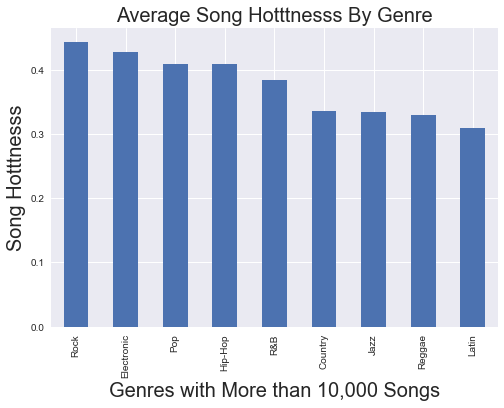 Average Song Hotttnesss By Genre
Song Hotttnesss
0.4
0.3
0.2
0.1
0.0
Rock
Electronic
Pop
Hip-Hop
R&B
Country
Jazz
Reggae
Latin
Genres with More than 10,000 Songs